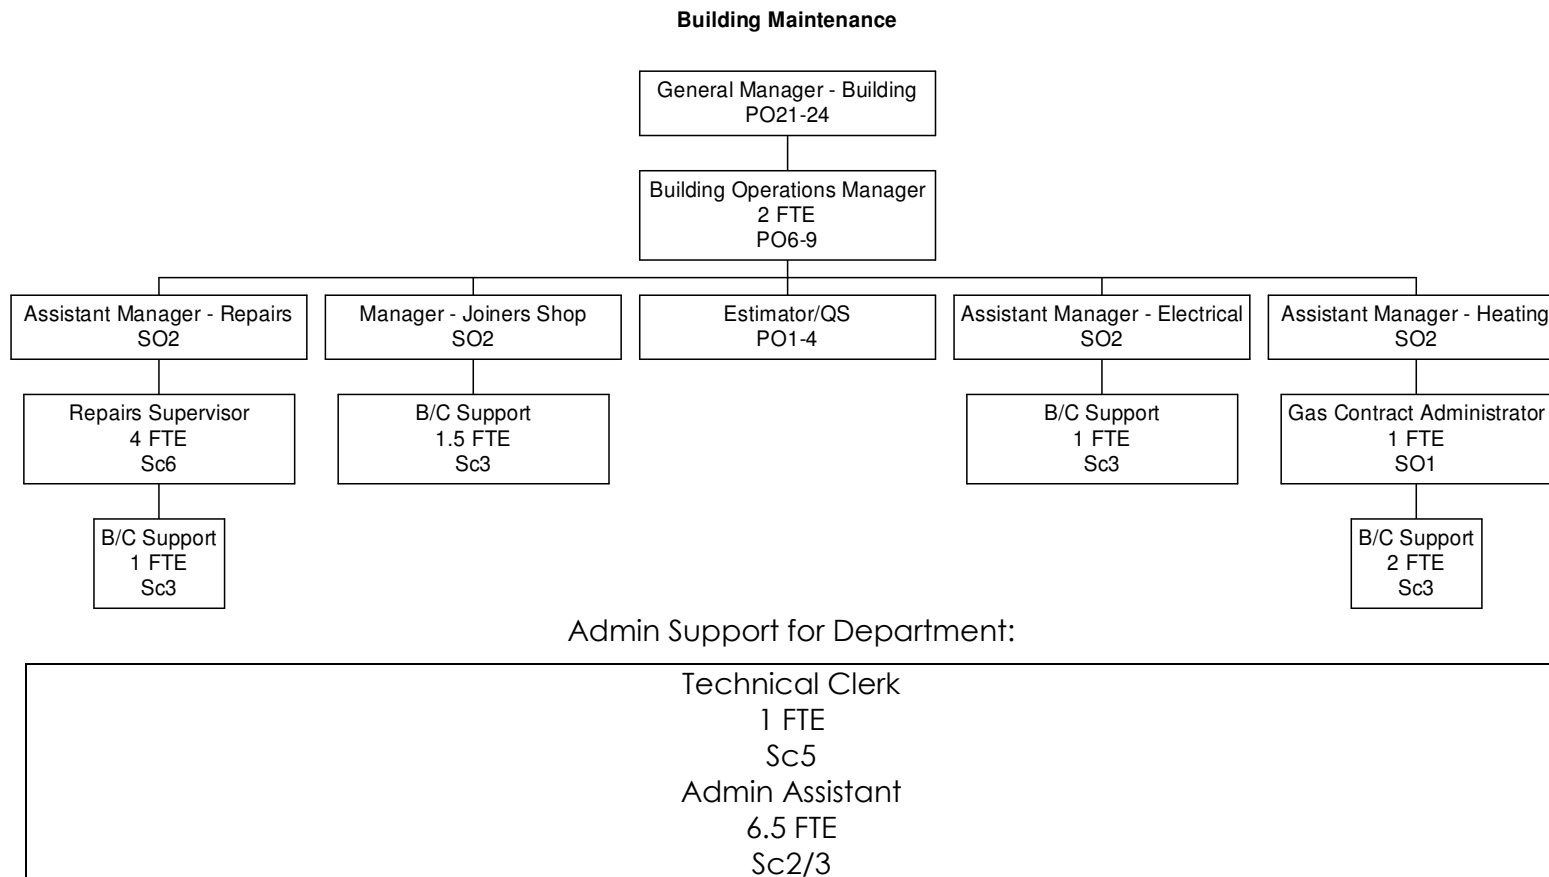 Building Maintenance
General Manager - Building
PO21-24
Building Operations Manager
2 FTE
PO6-9
Assistant Manager - Repairs
SO2
Manager - Joiners Shop
SO2
Estimator/QS
PO1-4
Assistant Manager - Electrical
SO2
Assistant Manager - Heating
SO2
Repairs Supervisor
4 FTE
Sc6
B/C Support
1.5 FTE
Sc3
B/C Support
1 FTE
Sc3
Gas Contract Administrator
1 FTE
SO1
B/C Support
1 FTE
Sc3
B/C Support
2 FTE
Sc3
Admin Support for Department:
Technical Clerk
1 FTE
Sc5
Admin Assistant
6.5 FTE
Sc2/3